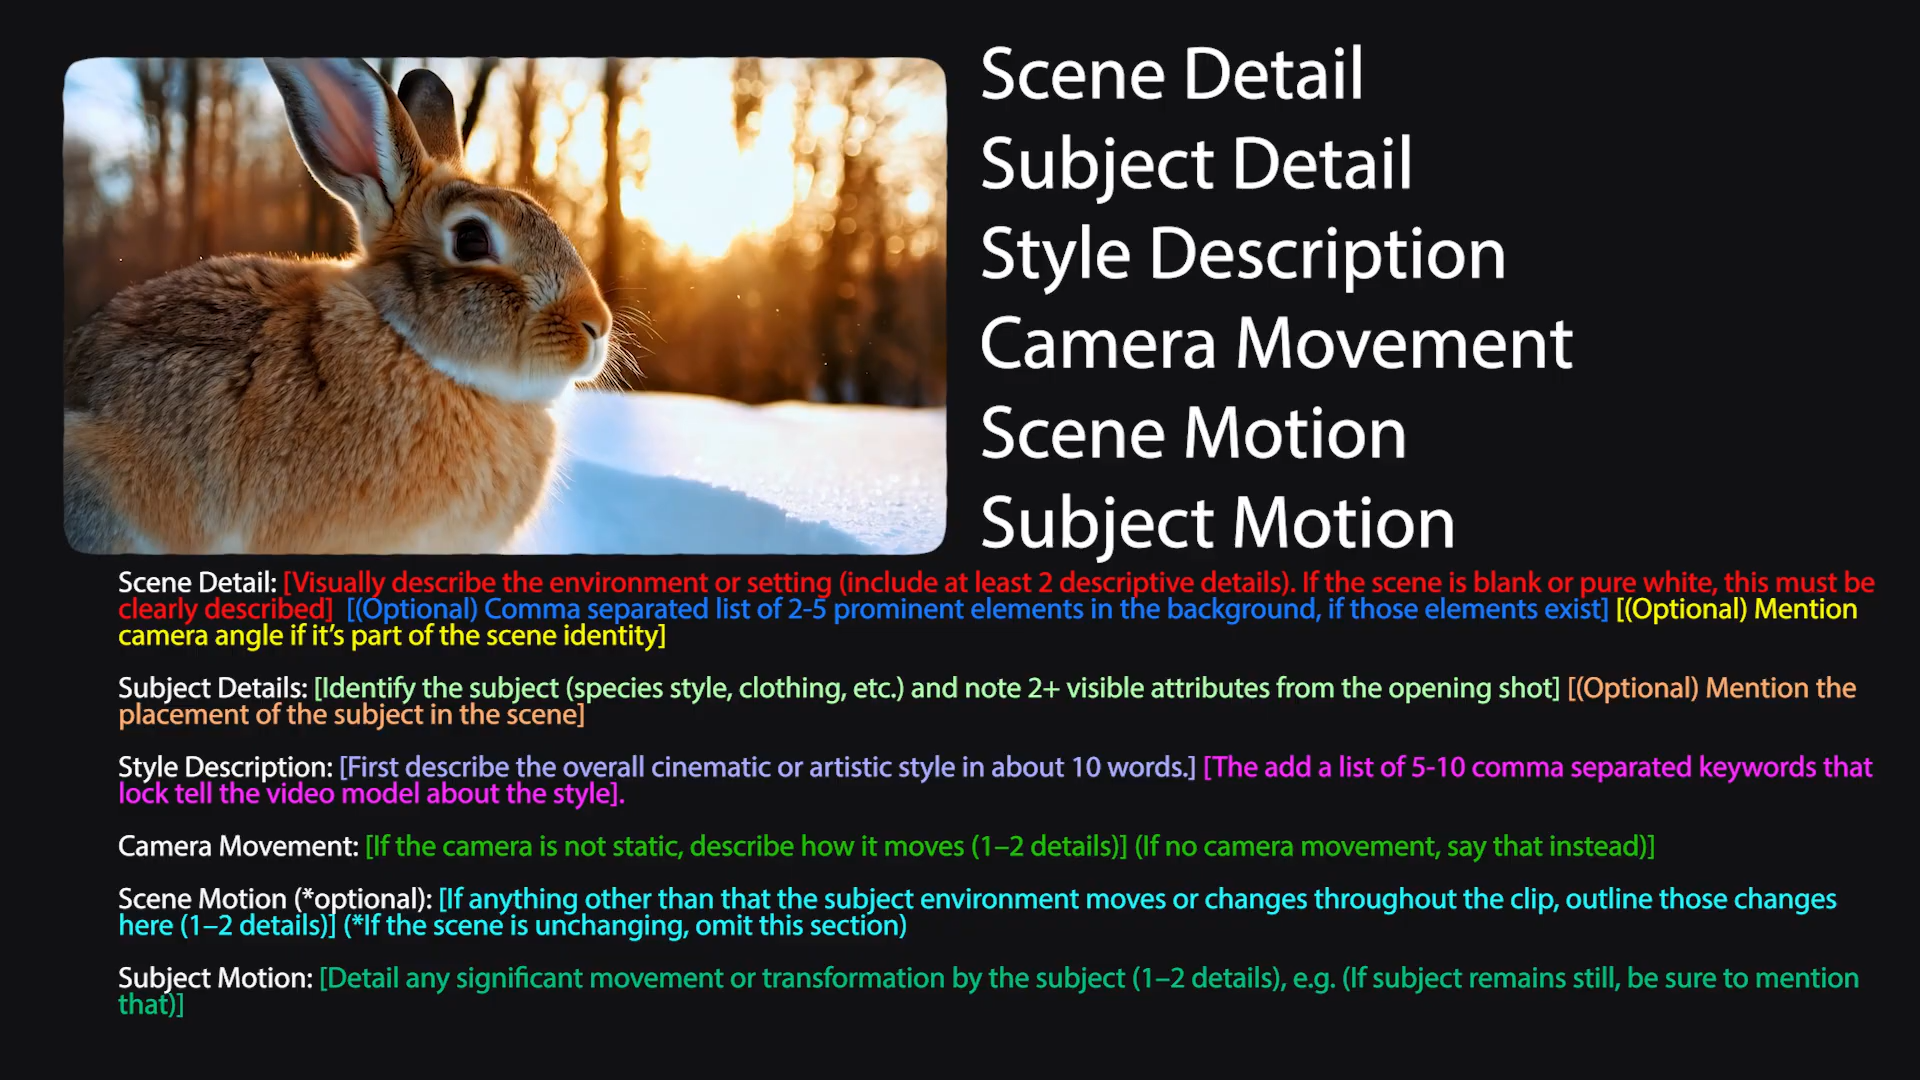 Scene Detail
Subject Detail
Style Description
Camera Movement
Scene Motion
Subject Motion
Scene Detail: [Visually describe the environment or setting (include at least 2 descriptive details). If the scene is blank or pure white, this must be
clearly described]  [(Optional) Comma separated list of 2-5 prominent elements in the background, if those elements exist] [(Optional) Mention
camera angle if it’s part of the scene identity]
Subject Details: [Identify the subject (species style, clothing, etc.) and note 2+ visible attributes from the opening shot] [(Optional) Mention the
placement of the subject in the scene]
Style Description: [First describe the overall cinematic or artistic style in about 10 words.] [The add a list of 5-10 comma separated keywords that
lock tell the video model about the style].
Camera Movement: [If the camera is not static, describe how it moves (1–2 details)] (If no camera movement, say that instead)]
Scene Motion (*optional): [If anything other than that the subject environment moves or changes throughout the clip, outline those changes
here (1–2 details)] (*If the scene is unchanging, omit this section)
Subject Motion: [Detail any significant movement or transformation by the subject (1–2 details), e.g. (If subject remains still, be sure to mention
that)]